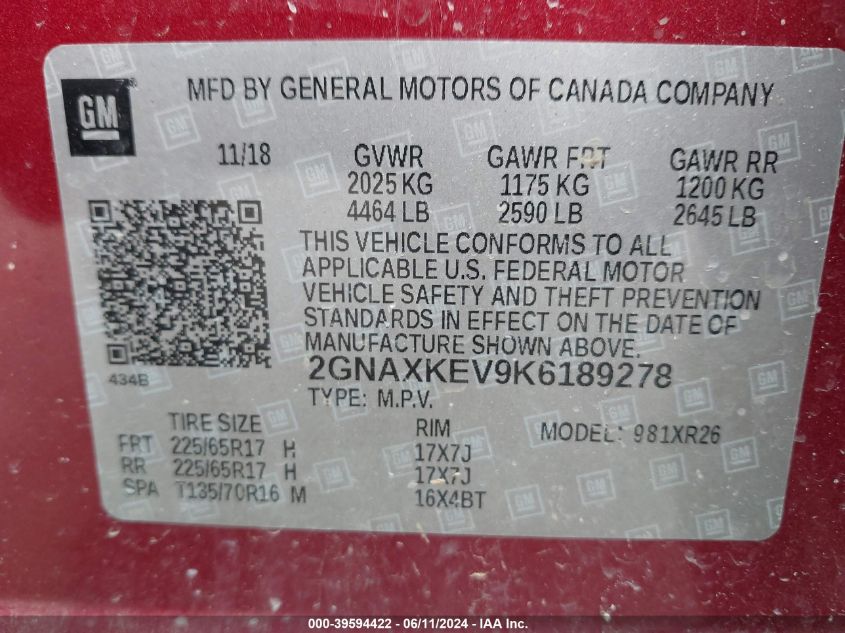 GM
MFD BY GENERAL MOTORS OF CANADA COMPANY
11/18 GVWR GAWR FRT GAWR RR
2025 KG 1175 KG 1200 KG
4464 LB 2590 LB 2645 LB
THIS VEHICLE CONFORMS TO ALL
APPLICABLE U.S. FEDERAL MOTOR
VEHICLE SAFETY AND THEFT PREVENTION
STANDARDS IN EFFECT ON THE DATE OF
MANUFACTURE SHOWN ABOVE.
434B
2GNAXKEV9K6189278
TYPE: M.P.V.
TIRE SIZE RIM MODEL: 981XR26
FRT 225/65R17 H 17X7J
RR 225/65R17 H 17X7J
SPA T135/70R16 M 16X4BT
000-39594422 - 06/11/2024 - IAA Inc.